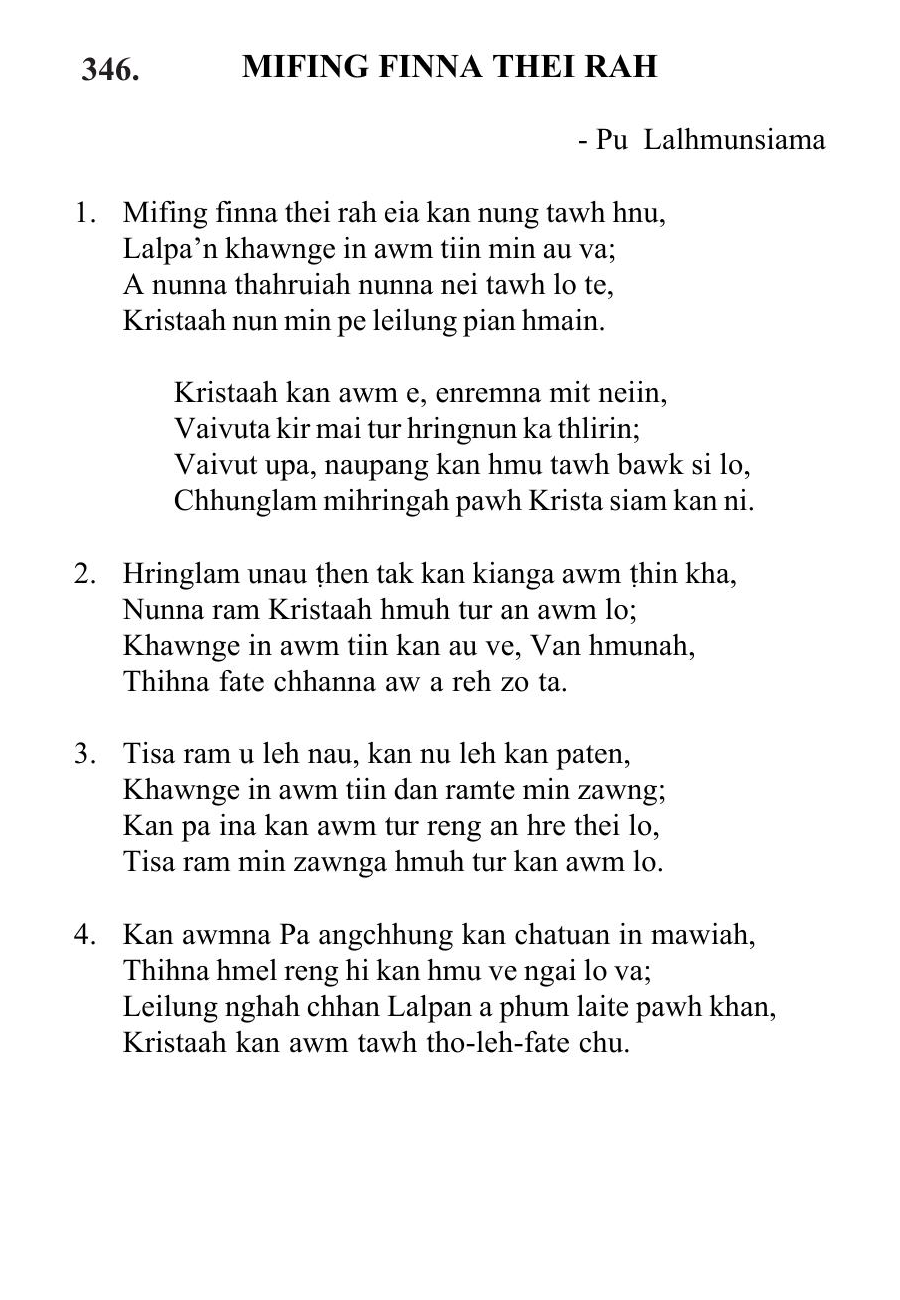 346. MIFING FINNA THEI RAH
- Pu Lalhmunsiama
1. Mifing finna thei rah eia kan nung tawh hnu,
Lalpa’n khawnge in awm tiin min au va;
A nunna thahruiah nunna nei tawh lo te,
Kristaah nun min pe leilung pian hmain.
Kristaah kan awm e, enremna mit neiin,
Vaivuta kir mai tur hringnun ka thlirin;
Vaivut upa, naupang kan hmu tawh bawk si lo,
Chhunglam mihringah pawh Krista siam kan ni.
2. Hringlam unau ṭhen tak kan kianga awm ṭhin kha,
Nunna ram Kristaah hmuh tur an awm lo;
Khawnge in awm tiin kan au ve, Van hmunah,
Thihna fate chhanna aw a reh zo ta.
3. Tisa ram u leh nau, kan nu leh kan paten,
Khawnge in awm tiin dan ramte min zawng;
Kan pa ina kan awm tur reng an hre thei lo,
Tisa ram min zawnga hmuh tur kan awm lo.
4. Kan awmna Pa angchhung kan chatuan in mawiah,
Thihna hmel reng hi kan hmu ve ngai lo va;
Leilung nghah chhan Lalpan a phum laite pawh khan,
Kristaah kan awm tawh tho-leh-fate chu.